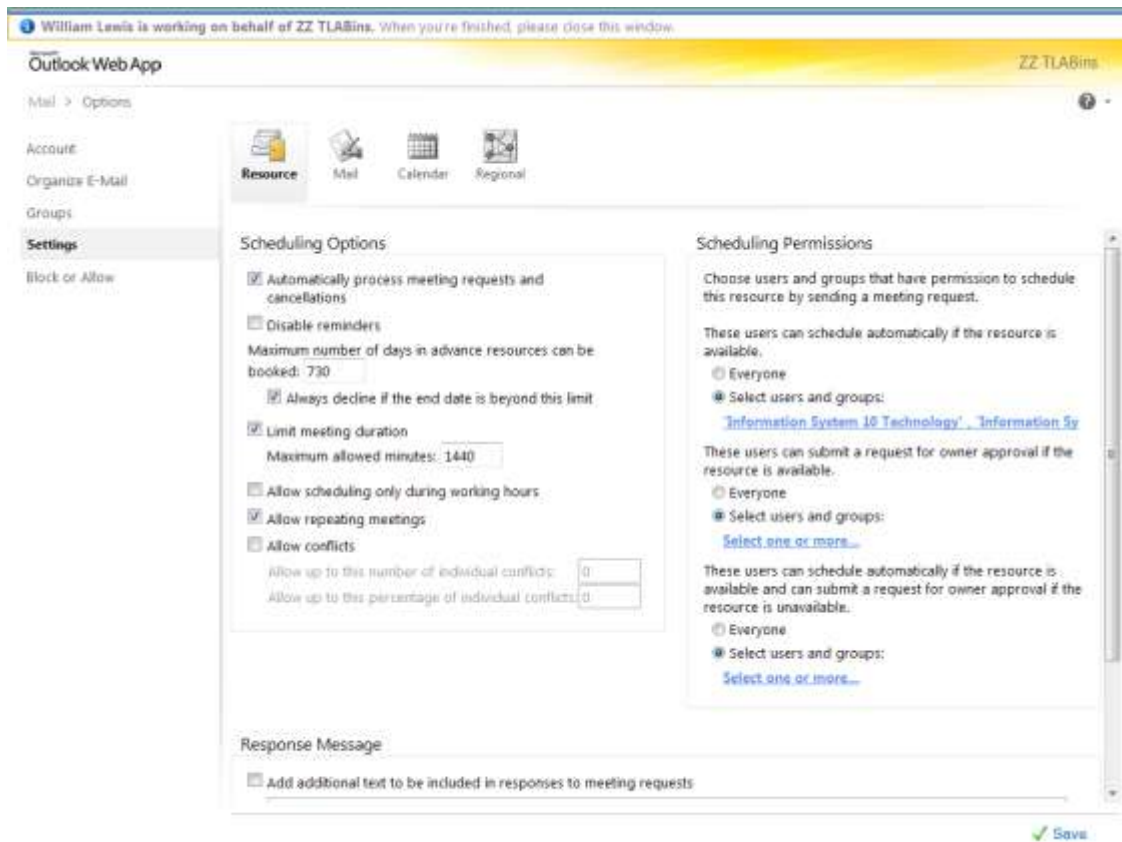 William Lewis is working on behalf of ZZ TLABins. When you're finished, please close this window.
Microsoft
Outlook Web App
ZZ TLABins
Mail > Options
Account
Organize E-Mail
Groups
Settings
Block or Allow
Resource
Mail
Calendar
Regional
Scheduling Options
Automatically process meeting requests and
cancellations
Disable reminders
Maximum number of days in advance resources can be
booked: 730
Always decline if the end date is beyond this limit
Limit meeting duration
Maximum allowed minutes: 1440
Allow scheduling only during working hours
Allow repeating meetings
Allow conflicts
Allow up to this number of individual conflicts: 0
Allow up to this percentage of individual conflicts: 0
Scheduling Permissions
Choose users and groups that have permission to schedule
this resource by sending a meeting request.
These users can schedule automatically if the resource is
available.
Everyone
Select users and groups:
'Information System 10 Technology' , 'Information Sy
These users can submit a request for owner approval if the
resource is available.
Everyone
Select users and groups:
Select one or more...
These users can schedule automatically if the resource is
available and can submit a request for owner approval if the
resource is unavailable.
Everyone
Select users and groups:
Select one or more...
Response Message
Add additional text to be included in responses to meeting requests
Save